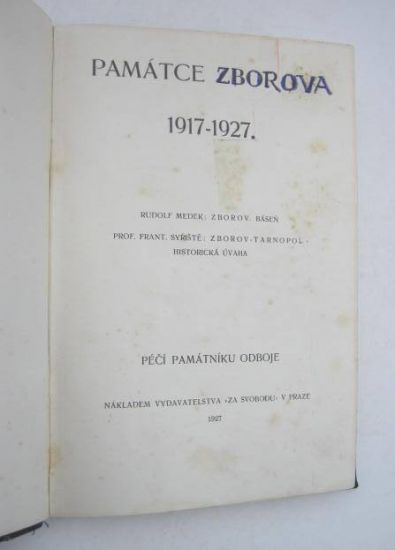 PAMÁTCE ZBOROVA
1917-1927.
RUDOLF MEDEK: ZBOROV. BÁSEŇ
PROF. FRANT. SYŘIŠTĚ: ZBOROV-TARNOPOL-
HISTORICKÁ ÚVAHA
PÉČÍ PAMÁTNÍKU ODBOJE
NÁKLADEM VYDAVATELSTVA »ZA SVOBODU« V PRAZE
1927